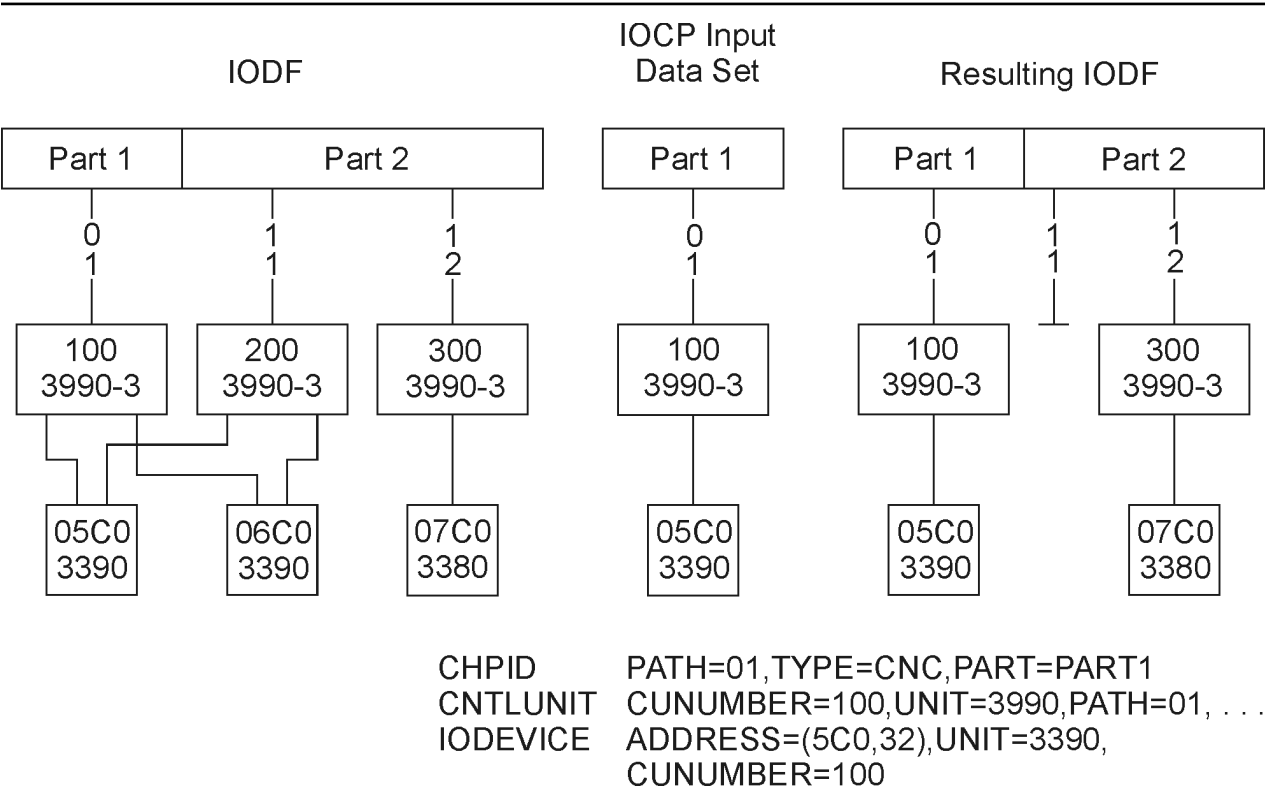 IODF
IOCP Input
Data Set
Resulting IODF
Part 1 Part 2 Part 1 Part 1 Part 2
0 1 1 0 0 1 1
1 1 2 1 1 1 2
100 200 300 100 100 300
3990-3 3990-3 3990-3 3990-3 3990-3 3990-3
05C0 06C0 07C0 05C0 05C0 07C0
3390 3390 3380 3390 3390 3380
CHPID PATH=01,TYPE=CNC,PART=PART1
CNTLUNIT CUNUMBER=100,UNIT=3990,PATH=01, . . .
IODEVICE ADDRESS=(5C0,32),UNIT=3390,
CUNUMBER=100